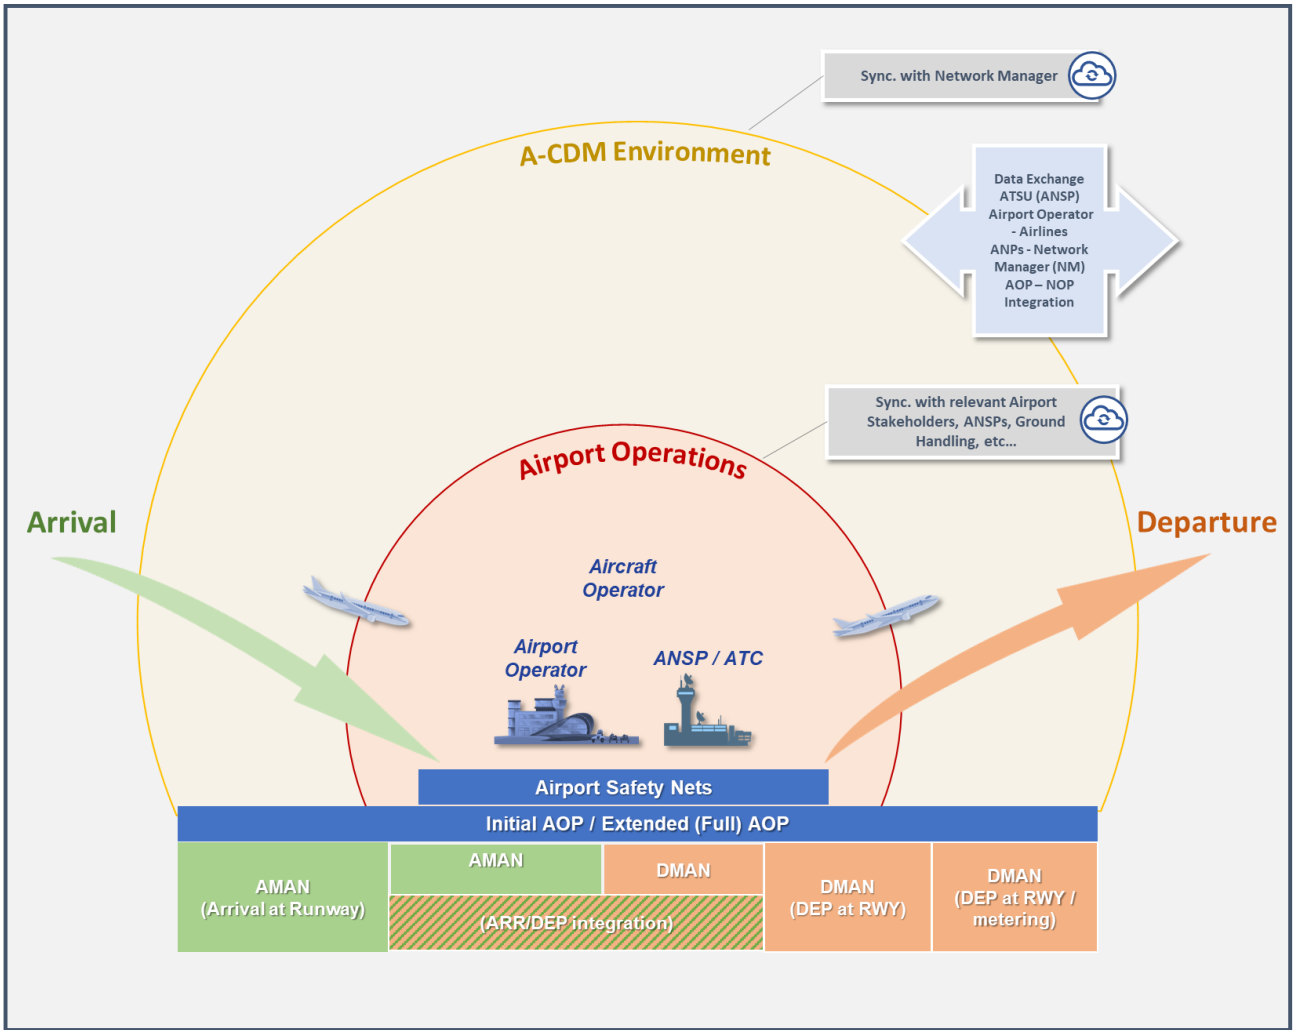 Sync. with Network Manager
A-CDM Environment
Data Exchange
ATSU (ANSP)
Airport Operator
- Airlines
ANPs - Network
Manager (NM)
AOP – NOP
Integration
Sync. with relevant Airport
Stakeholders, ANSPs, Ground
Handling, etc...
Airport Operations
Arrival
Departure
Aircraft
Operator
Airport
Operator
ANSP / ATC
Airport Safety Nets
Initial AOP / Extended (Full) AOP
AMAN
(Arrival at Runway)
AMAN
DMAN
(ARR/DEP integration)
DMAN
(DEP at RWY)
DMAN
(DEP at RWY /
metering)